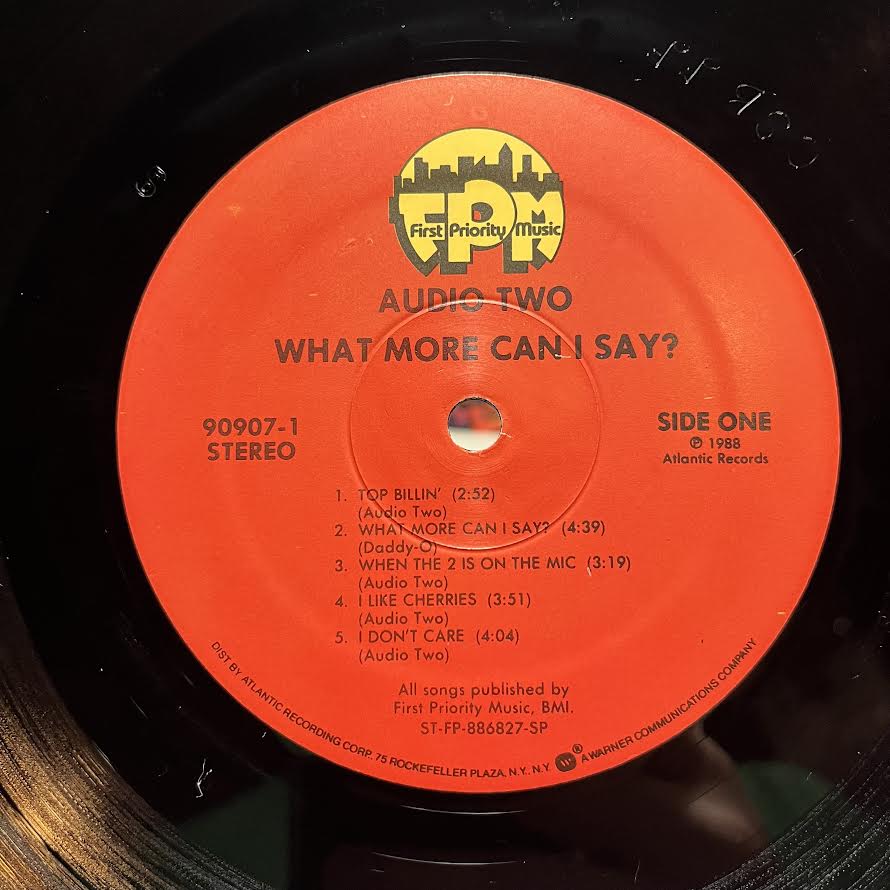 FPM
First Priority Music
AUDIO TWO
WHAT MORE CAN I SAY?
90907-1
STEREO
SIDE ONE
℗ 1988
Atlantic Records
1. TOP BILLIN' (2:52)
(Audio Two)
2. WHAT MORE CAN I SAY? (4:39)
(Daddy-O)
3. WHEN THE 2 IS ON THE MIC (3:19)
(Audio Two)
4. I LIKE CHERRIES (3:51)
(Audio Two)
5. I DON'T CARE (4:04)
(Audio Two)
All songs published by
First Priority Music, BMI.
ST-FP-886827-SP
DIST BY ATLANTIC RECORDING CORP., 75 ROCKEFELLER PLAZA, N.Y., N.Y. ® A WARNER COMMUNICATIONS COMPANY